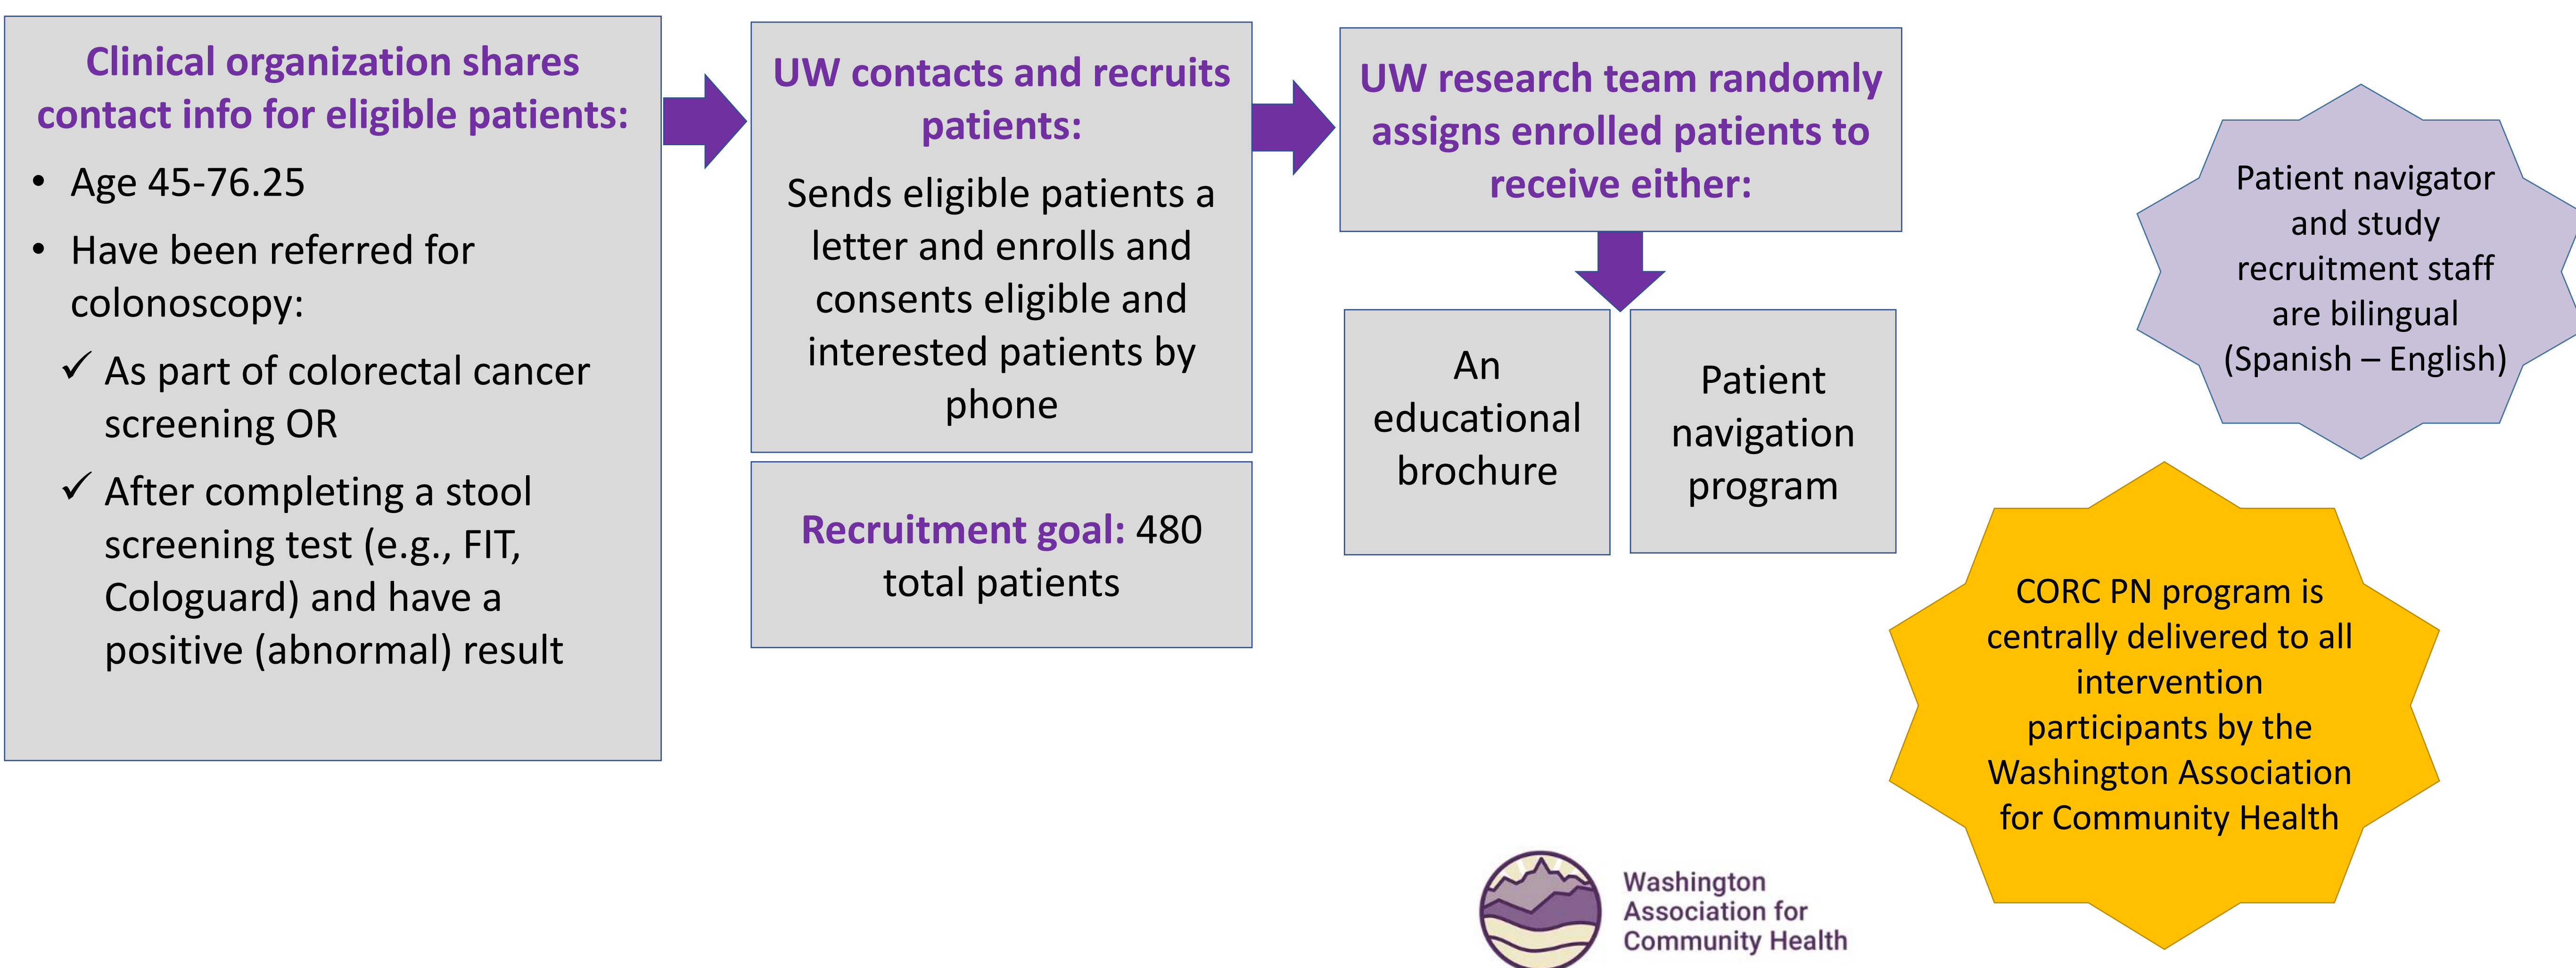 Clinical organization shares
contact info for eligible patients:
• Age 45-76.25
• Have been referred for
colonoscopy:
✓ As part of colorectal cancer
screening OR
✓ After completing a stool
screening test (e.g., FIT,
Cologuard) and have a
positive (abnormal) result
UW contacts and recruits
patients:
Sends eligible patients a
letter and enrolls and
consents eligible and
interested patients by
phone
Recruitment goal: 480
total patients
UW research team randomly
assigns enrolled patients to
receive either:
An
educational
brochure
Patient
navigation
program
Patient navigator
and study
recruitment staff
are bilingual
(Spanish – English)
CORC PN program is
centrally delivered to all
intervention
participants by the
Washington Association
for Community Health
Washington
Association for
Community Health